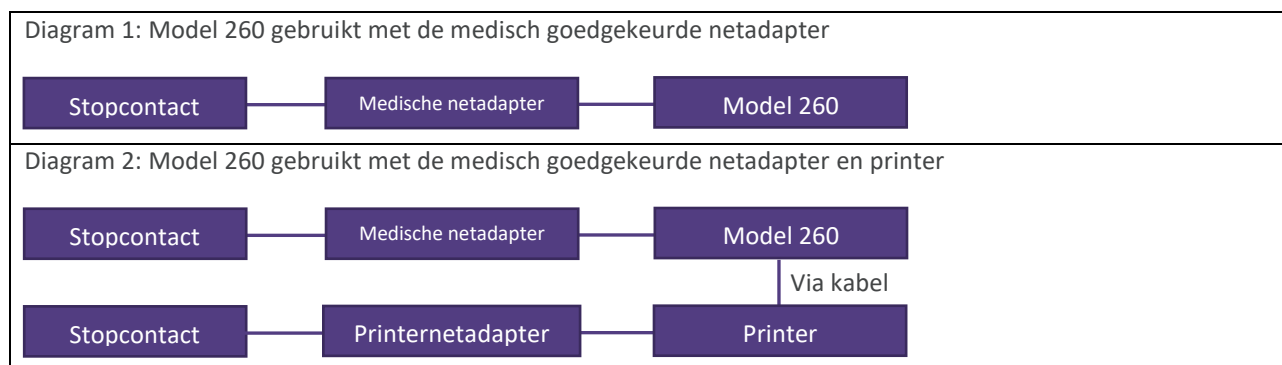 Diagram 1: Model 260 gebruikt met de medisch goedgekeurde netadapter
Stopcontact Medische netadapter Model 260
Diagram 2: Model 260 gebruikt met de medisch goedgekeurde netadapter en printer
Stopcontact Medische netadapter Model 260
Via kabel
Stopcontact Printernetadapter Printer